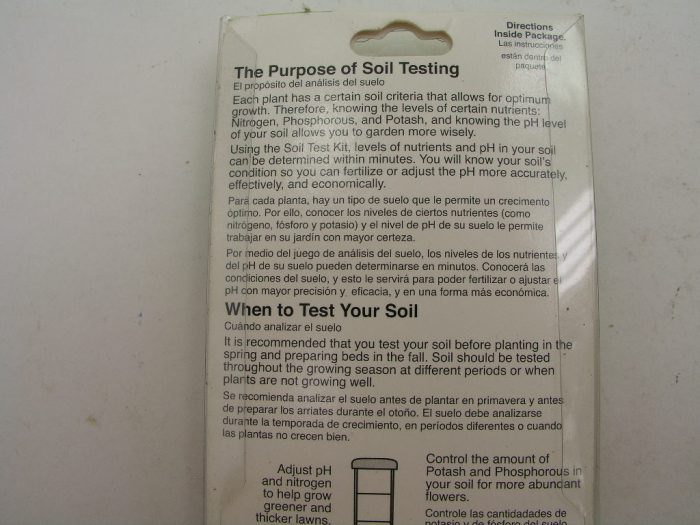 Directions
Inside Package.
Las instrucciones
están dentro del
paquete
The Purpose of Soil Testing
El propósito del análisis del suelo
Each plant has a certain soil criteria that allows for optimum
growth. Therefore, knowing the levels of certain nutrients:
Nitrogen, Phosphorous, and Potash, and knowing the pH level
of your soil allows you to garden more wisely.
Using the Soil Test Kit, levels of nutrients and pH in your soil
can be determined within minutes. You will know your soil's
condition so you can fertilize or adjust the pH more accurately,
effectively, and economically.
Para cada planta, hay un tipo de suelo que le permite un crecimiento
óptimo. Por ello, conocer los niveles de ciertos nutrientes (como
nitrógeno, fósforo y potasio) y el nivel de pH de su suelo le permite
trabajar en su jardín con mayor certeza.
Por medio del juego de análisis del suelo, los niveles de los nutrientes y
del pH de su suelo pueden determinarse en minutos. Conocerá las
condiciones del suelo, y esto le servirá para poder fertilizar o ajustar el
pH con mayor precisión y eficacia, y en una forma más económica.
When to Test Your Soil
Cuándo analizar el suelo
It is recommended that you test your soil before planting in the
spring and preparing beds in the fall. Soil should be tested
throughout the growing season at different periods or when
plants are not growing well.
Se recomienda analizar el suelo antes de plantar en primavera y antes
de preparar los arriates durante el otoño. El suelo debe analizarse
durante la temporada de crecimiento, en períodos diferentes o cuando
las plantas no crecen bien.
Adjust pH
and nitrogen
to help grow
greener and
thicker lawns.
Control the amount of
Potash and Phosphorous in
your soil for more abundant
flowers.
Controle las cantidadades de
potasio y de fósforo del suelo